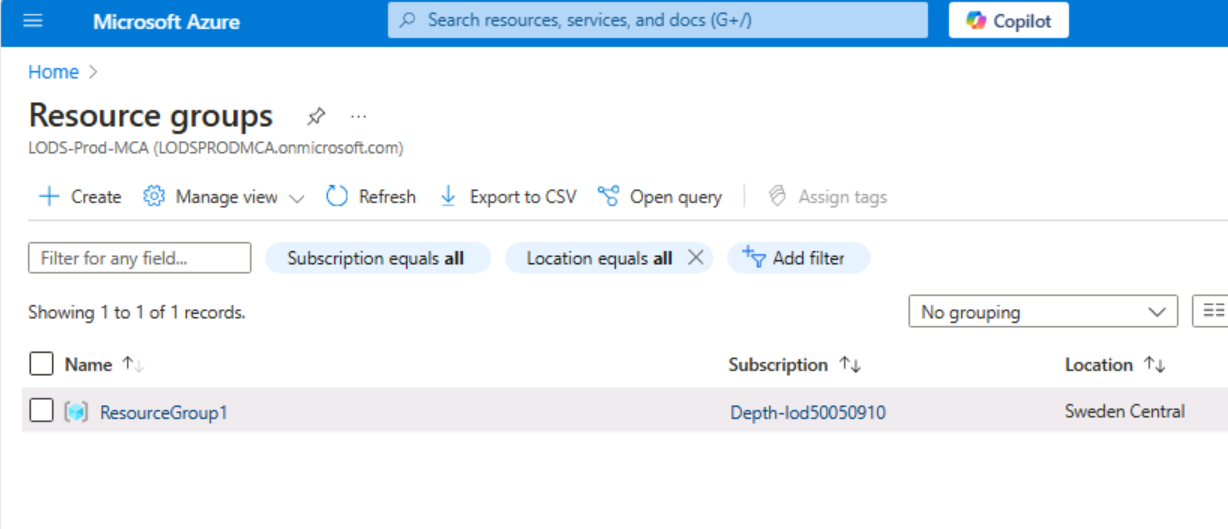 Microsoft Azure
Search resources, services, and docs (G+/)
Copilot
Home
Resource groups
...
LODS-Prod-MCA (LODSPRODMCA.onmicrosoft.com)
Create
Manage view
Refresh
Export to CSV
Open query
Assign tags
Filter for any field...
Subscription equals all
Location equals all
Add filter
Showing 1 to 1 of 1 records.
No grouping
Name
Subscription
Location
ResourceGroup1
Depth-lod50050910
Sweden Central